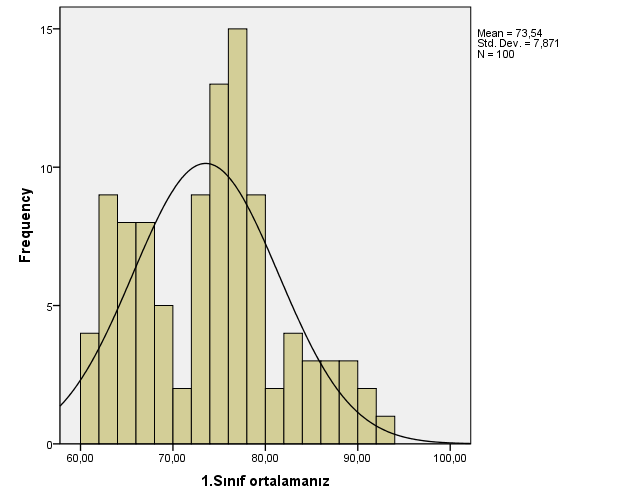 Mean = 73,54
Std. Dev. = 7,871
N = 100
15
10
5
0
Frequency
60,00 70,00 80,00 90,00 100,00
1.Sınıf ortalamanız